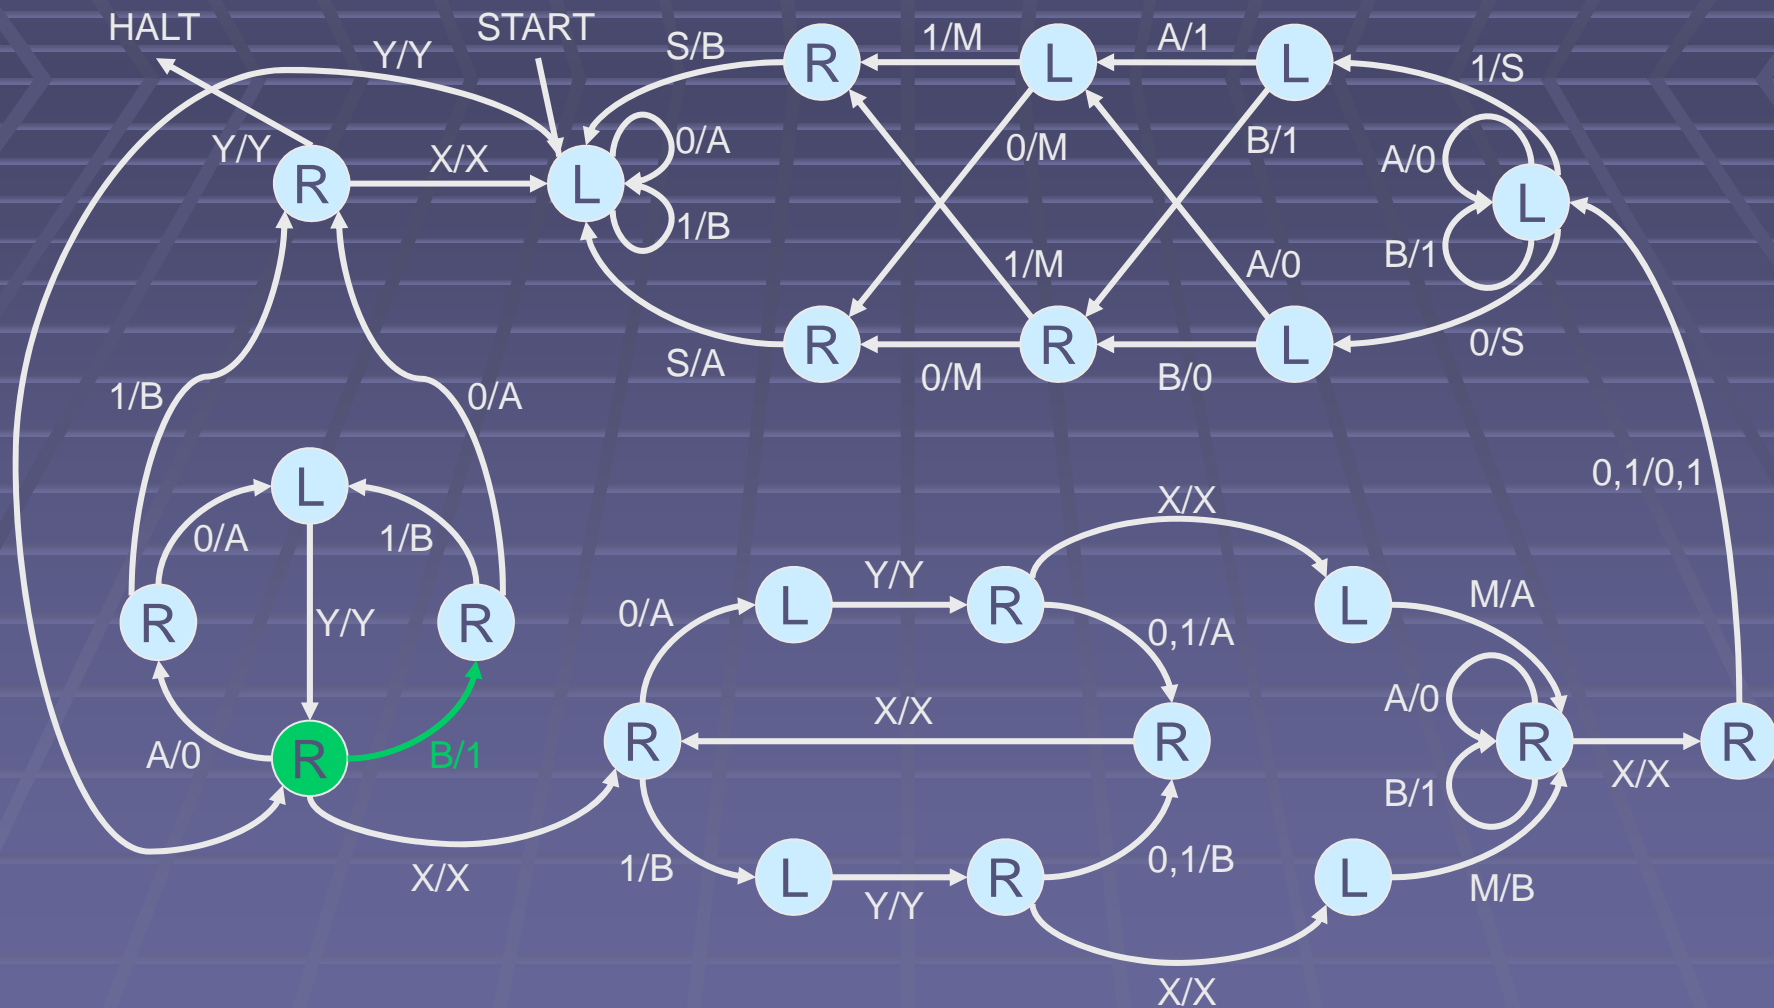 HALT
START
Y/Y
S/B
1/M
A/1
1/S
R
L
L
Y/Y
X/X
0/A
0/M
B/1
A/0
R
L
L
1/B
B/1
1/M
A/0
S/A
0/M
B/0
0/S
R
R
L
1/B
0/A
0,1/0,1
L
0/A
1/B
X/X
Y/Y
M/A
L
R
L
R
R
Y/Y
0/A
0,1/A
A/0
X/X
R
A/0
B/1
R
R
R
R
X/X
B/1
X/X
1/B
0,1/B
M/B
L
R
L
Y/Y
X/X